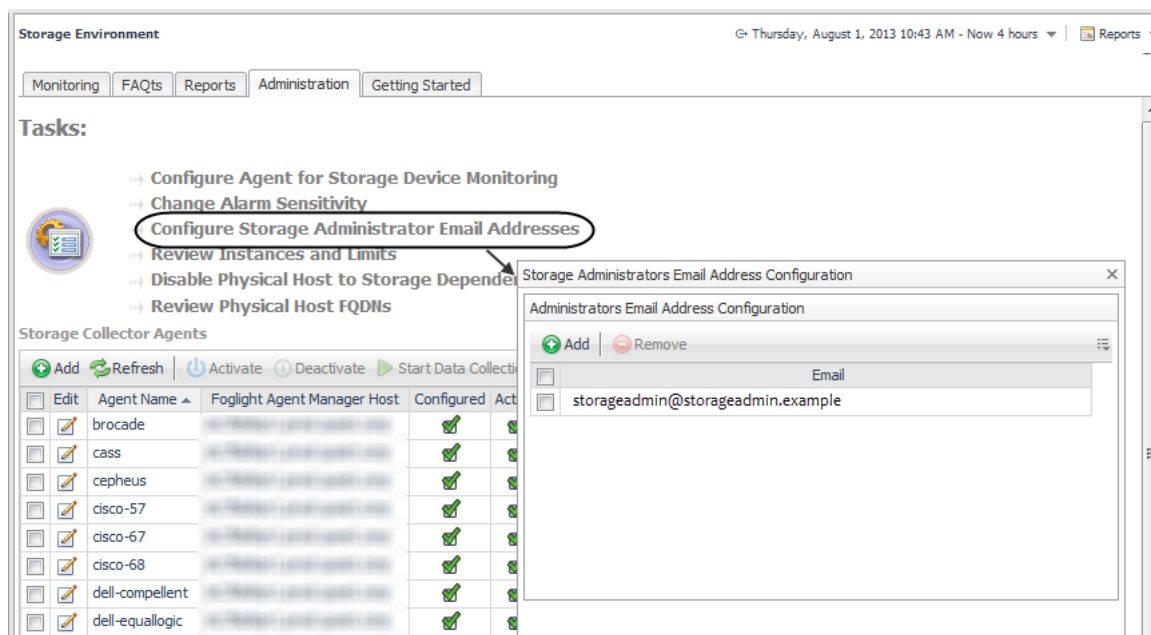 Storage Environment
Thursday, August 1, 2013 10:43 AM - Now 4 hours
Reports
Monitoring
FAQts
Reports
Administration
Getting Started
Tasks:
Configure Agent for Storage Device Monitoring
Change Alarm Sensitivity
Configure Storage Administrator Email Addresses
Review Instances and Limits
Disable Physical Host to Storage Depende
Review Physical Host FQDNs
Storage Administrators Email Address Configuration
Administrators Email Address Configuration
Add
Remove
Email
storageadmin@storageadmin.example
Storage Collector Agents
Add Refresh Activate Deactivate Start Data Collecti
Edit Agent Name Foglight Agent Manager Host Configured Act
brocade
cass
cepheus
cisco-57
cisco-67
cisco-68
dell-compellent
dell-equallogic